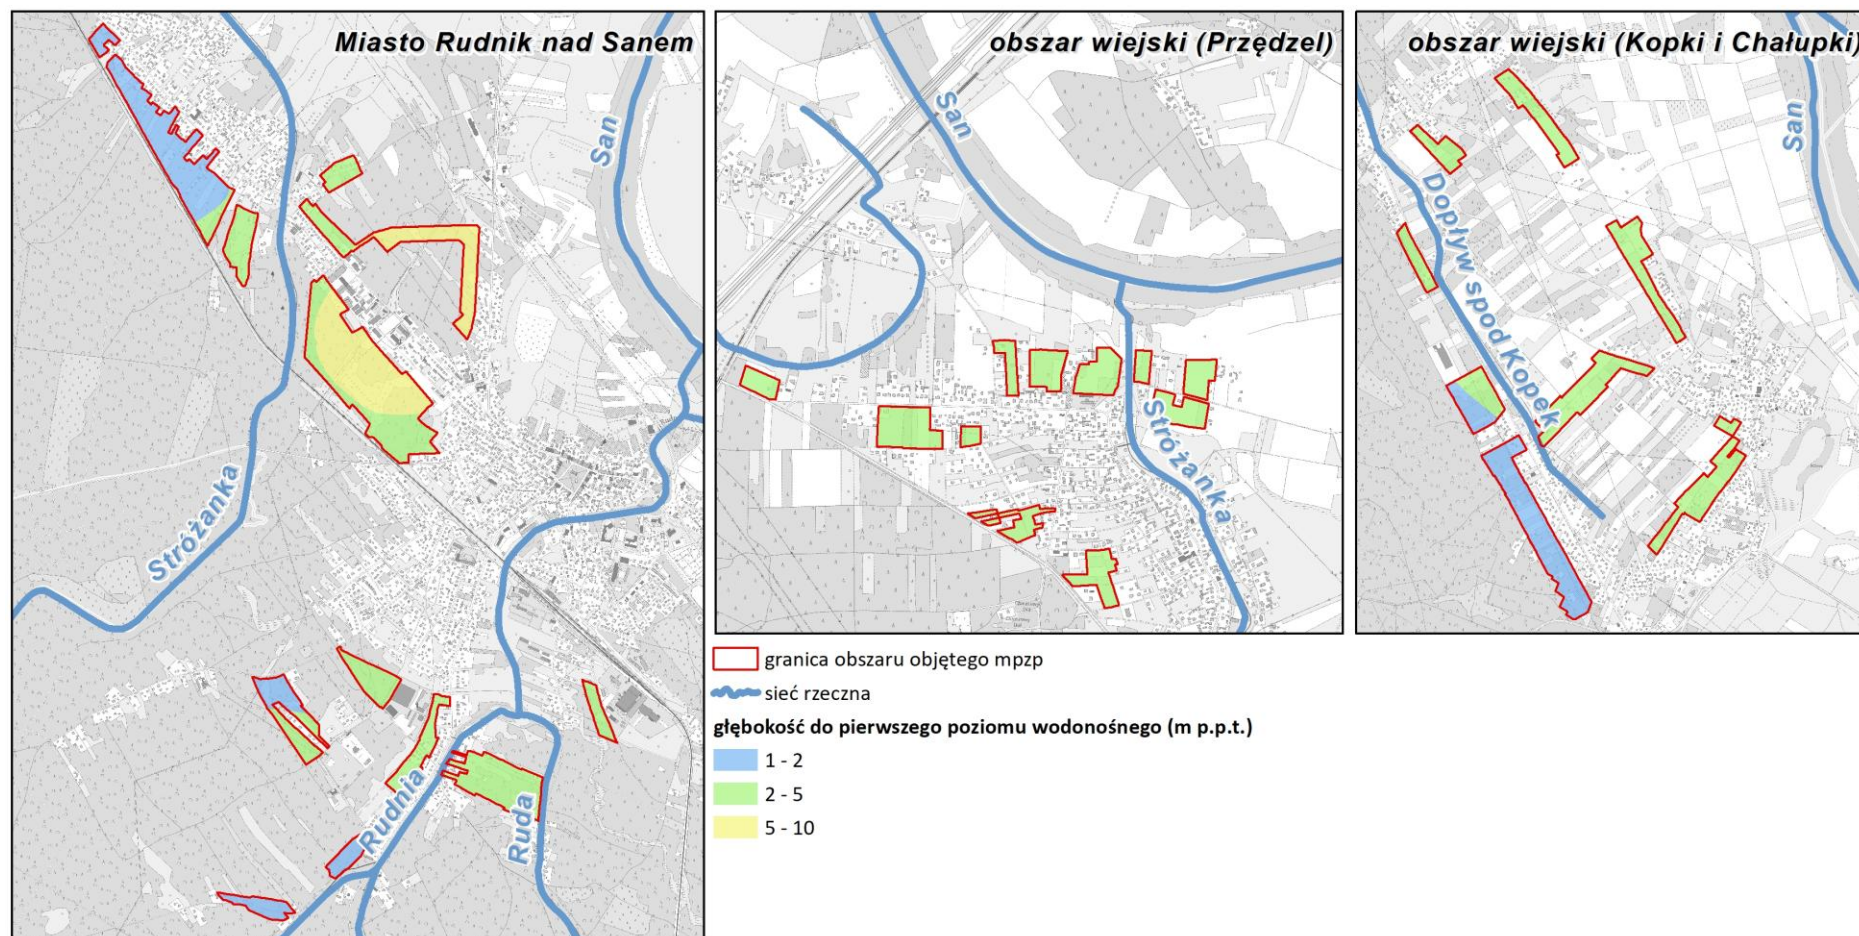 Miasto Rudnik nad Sanem
San
Stróżanka
Rudnia
Ruda
obszar wiejski (Przędzel)
San
Stróżanka
obszar wiejski (Kopki i Chałupki)
San
Dopływ spod Kopek
granica obszaru objętego mpzp
sieć rzeczna
głębokość do pierwszego poziomu wodonośnego (m p.p.t.)
1 - 2
2 - 5
5 - 10